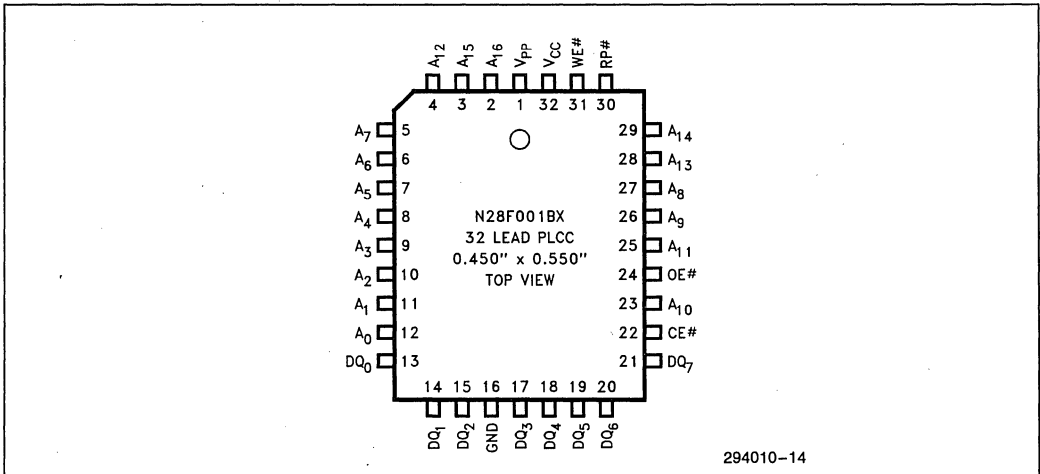 A12 A15 A16 VPP VCC WE# RP#
4 3 2 1 32 31 30
A7 5 29 A14
A6 6 28 A13
A5 7 27 A8
A4 8 26 A9
A3 9 25 A11
A2 10 24 OE#
A1 11 23 A10
A0 12 22 CE#
DQ0 13 21 DQ7
N28F001BX
32 LEAD PLCC
0.450" x 0.550"
TOP VIEW
14 15 16 17 18 19 20
DQ1 DQ2 GND DQ3 DQ4 DQ5 DQ6
294010-14